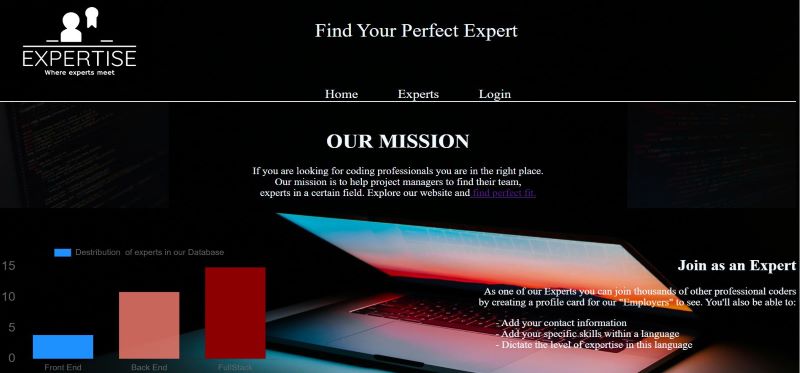 EXPERTISE
Where experts meet
Find Your Perfect Expert
Home Experts Login
OUR MISSION
If you are looking for coding professionals you are in the right place.
Our mission is to help project managers to find their team,
experts in a certain field. Explore our website and find perfect fit.
Destribution of experts in our Database
15
10
5
0
Front End Back End FullStack
Join as an Expert
As one of our Experts you can join thousands of other professional coders
by creating a profile card for our "Employers" to see. You'll also be able to:
- Add your contact information
- Add your specific skills within a language
- Dictate the level of expertise in this language